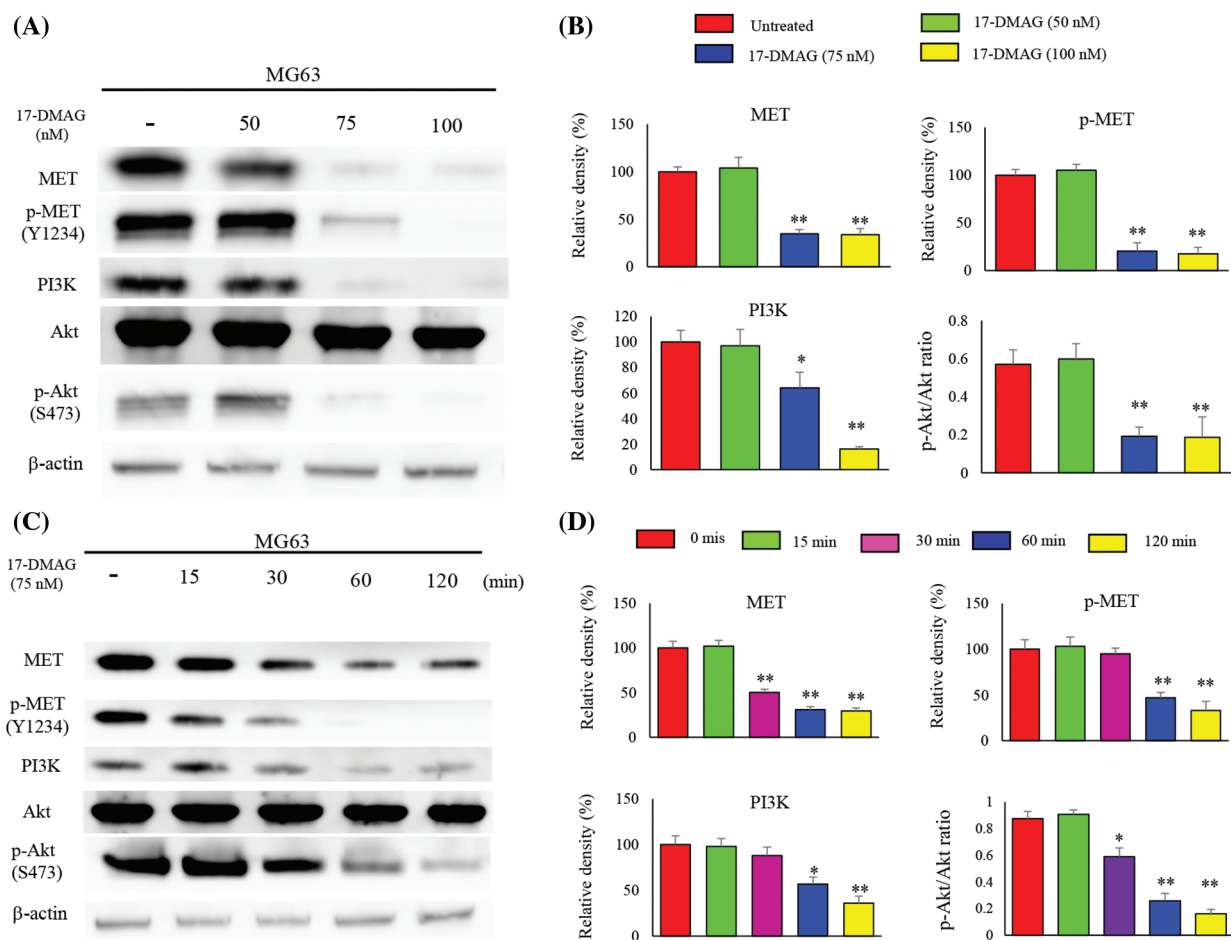 (A)
MG63
17-DMAG
(nM)
- 50 75 100
MET
p-MET
(Y1234)
PI3K
Akt
p-Akt
(S473)
β-actin
(B)
Untreated
17-DMAG (50 nM)
17-DMAG (75 nM)
17-DMAG (100 nM)
MET
Relative density (%)
150
100
50
0
** **
p-MET
Relative density (%)
150
100
50
0
** **
PI3K
Relative density (%)
120
100
80
60
40
20
0
* **
p-Akt/Akt ratio
0.8
0.6
0.4
0.2
0
** **
(C)
MG63
17-DMAG
(75 nM)
- 15 30 60 120 (min)
MET
p-MET
(Y1234)
PI3K
Akt
p-Akt
(S473)
β-actin
(D)
0 mis 15 min 30 min 60 min 120 min
MET
Relative density (%)
150
100
50
0
** ** **
p-MET
Relative density (%)
150
100
50
0
** **
PI3K
Relative density (%)
150
100
50
0
* **
p-Akt/Akt ratio
1
0.8
0.6
0.4
0.2
0
* ** **